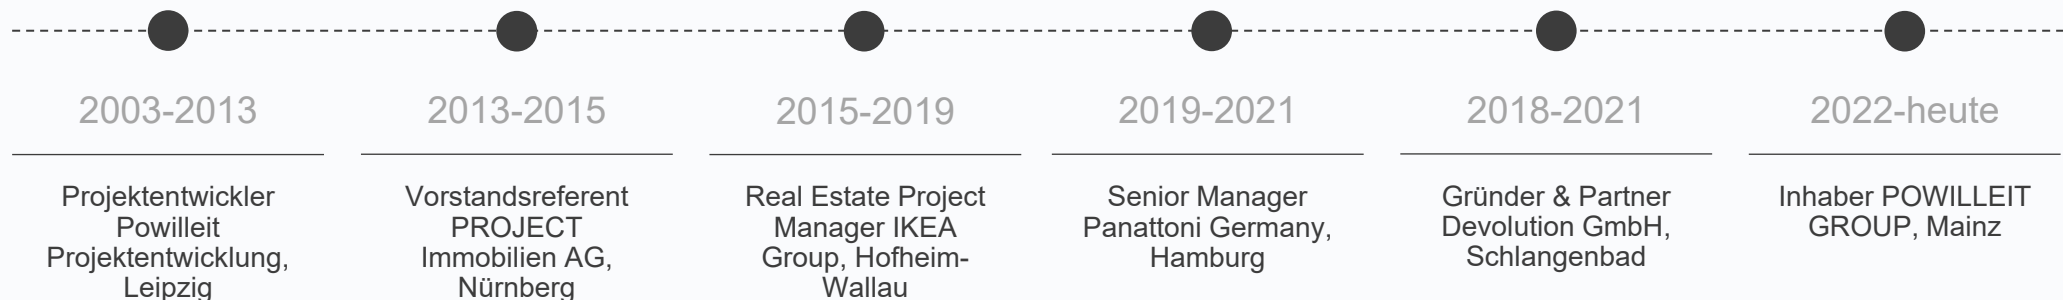 2003-2013
Projektentwickler
Powilleit
Projektentwicklung,
Leipzig
2013-2015
Vorstandsreferent
PROJECT
Immobilien AG,
Nürnberg
2015-2019
Real Estate Project
Manager IKEA
Group, Hofheim-
Wallau
2019-2021
Senior Manager
Panattoni Germany,
Hamburg
2018-2021
Gründer & Partner
Devolution GmbH,
Schlangenbad
2022-heute
Inhaber POWILLEIT
GROUP, Mainz